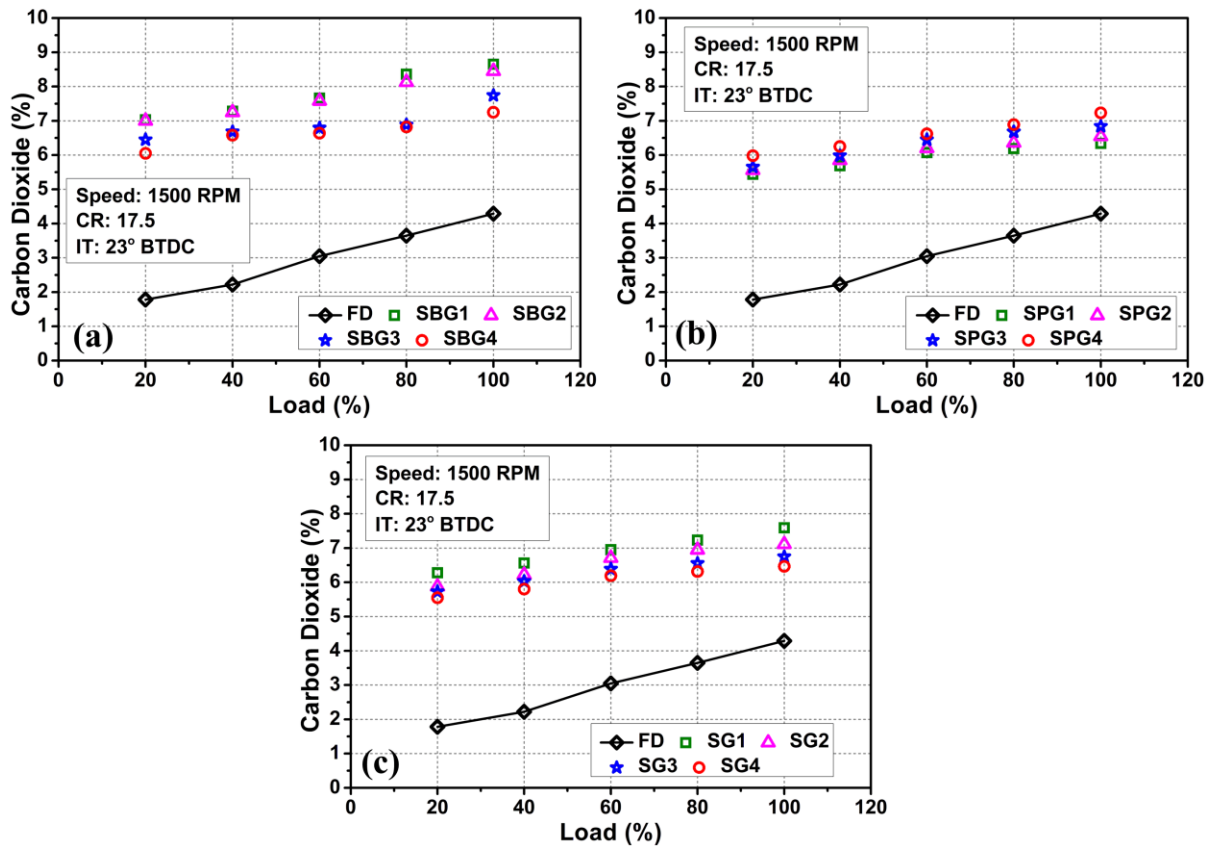 10
9
8
7
6
5
4
3
2
1
0
Carbon Dioxide (%)
Speed: 1500 RPM
CR: 17.5
IT: 23° BTDC
FD SBG1 SBG2
SBG3 SBG4
(a)
0 20 40 60 80 100 120
Load (%)
10
9
8
7
6
5
4
3
2
1
0
Carbon Dioxide (%)
Speed: 1500 RPM
CR: 17.5
IT: 23° BTDC
FD SPG1 SPG2
SPG3 SPG4
(b)
0 20 40 60 80 100 120
Load (%)
10
9
8
7
6
5
4
3
2
1
0
Carbon Dioxide (%)
Speed: 1500 RPM
CR: 17.5
IT: 23° BTDC
FD SG1 SG2
SG3 SG4
(c)
0 20 40 60 80 100 120
Load (%)